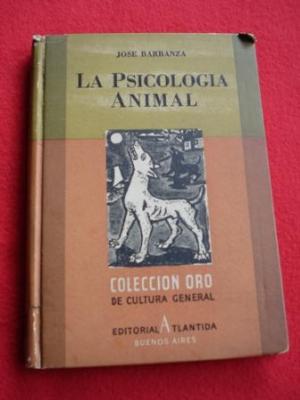 JOSE BARBANZA
LA PSICOLOGIA
ANIMAL
COLECCION ORO
DE CULTURA GENERAL
EDITORIAL ATLANTIDA
BUENOS AIRES